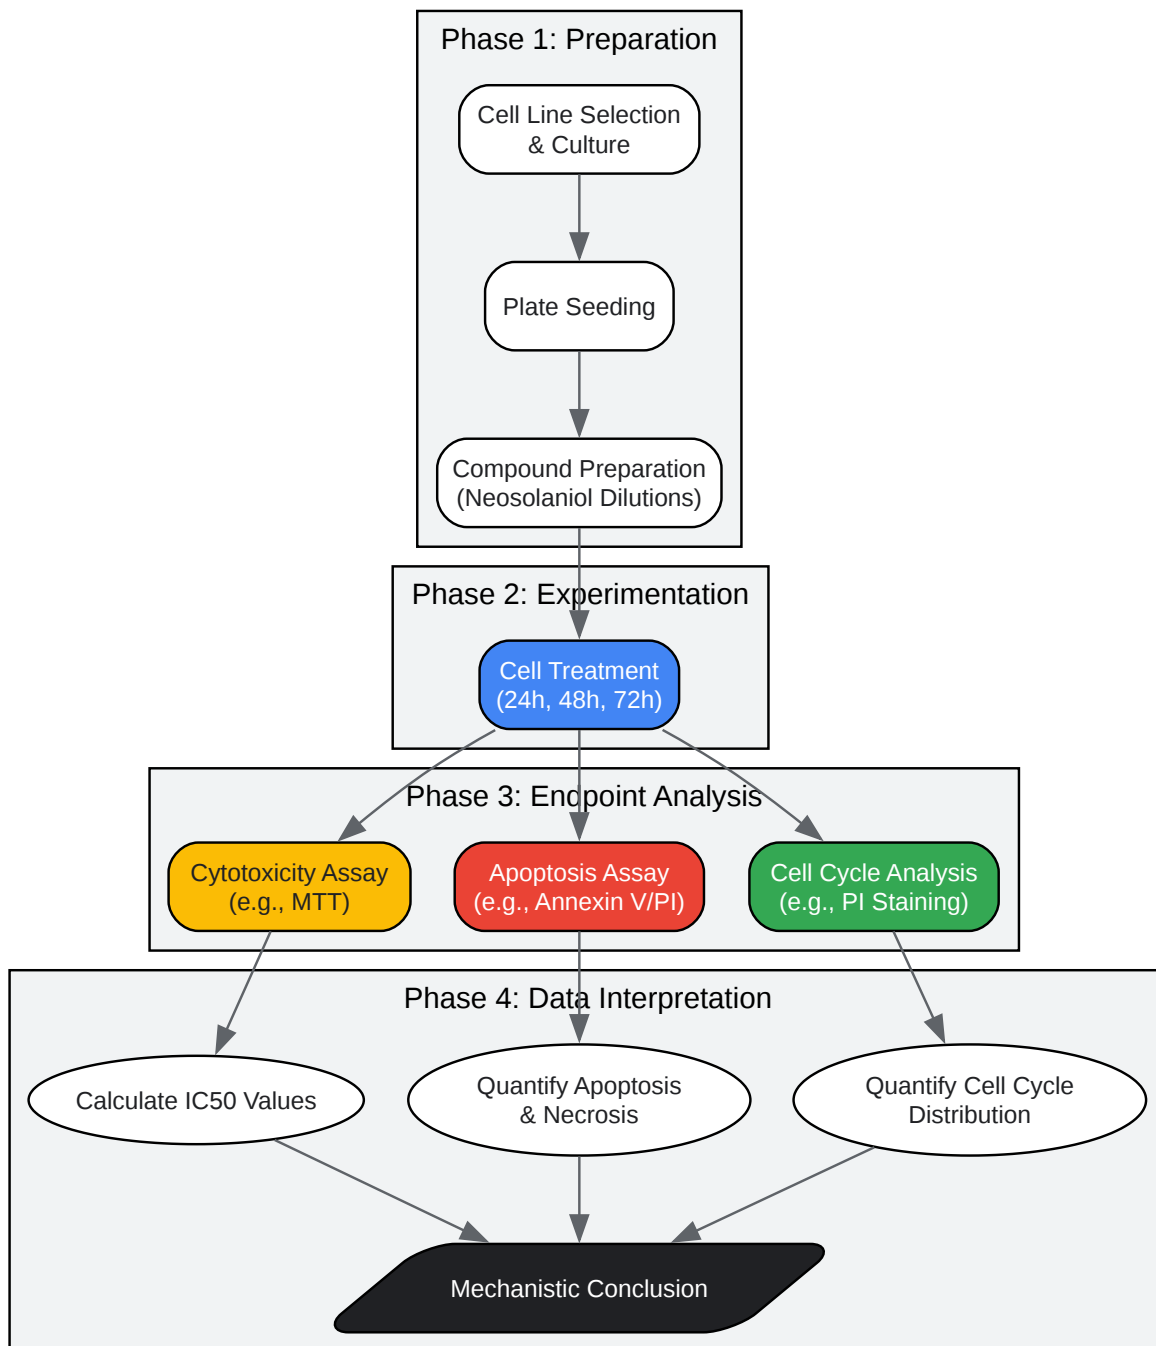 Phase 1: Preparation
Cell Line Selection
& Culture
Plate Seeding
Compound Preparation
(Neosolaniol Dilutions)
Phase 2: Experimentation
Cell Treatment
(24h, 48h, 72h)
Phase 3: Endpoint Analysis
Cytotoxicity Assay
(e.g., MTT)
Apoptosis Assay
(e.g., Annexin V/PI)
Cell Cycle Analysis
(e.g., PI Staining)
Phase 4: Data Interpretation
Calculate IC50 Values
Quantify Apoptosis
& Necrosis
Quantify Cell Cycle
Distribution
Mechanistic Conclusion